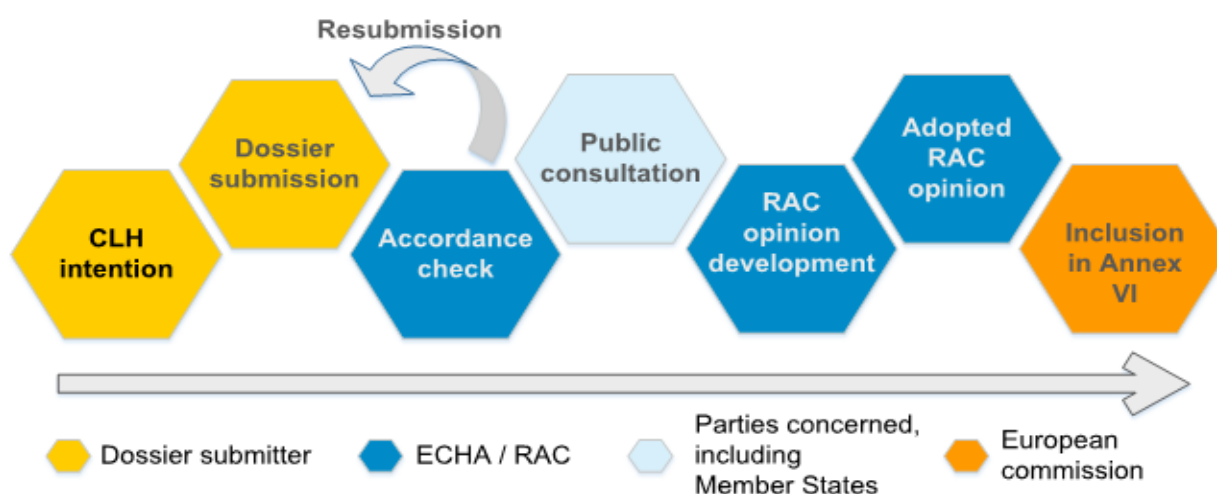 Resubmission
CLH
intention
Dossier
submission
Accordance
check
Public
consultation
RAC
opinion
development
Adopted
RAC
opinion
Inclusion
in Annex
VI
Dossier submitter
ECHA / RAC
Parties concerned,
including
Member States
European
commission